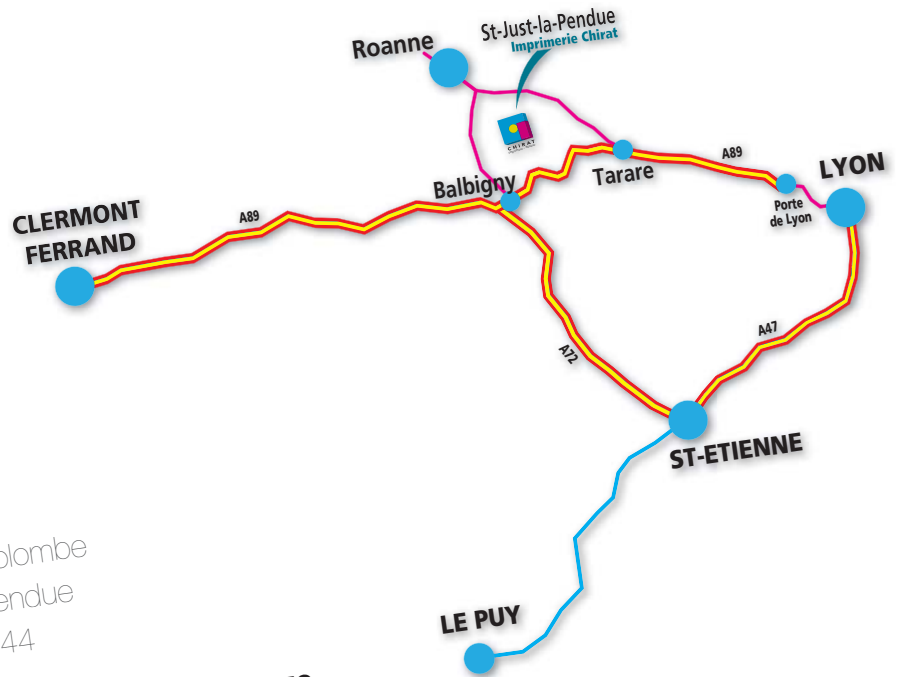 St-Just-la-Pendue
Imprimerie Chirat
Roanne
CHIRAT
A89
LYON
Tarare
Balbigny
Porte
de Lyon
CLERMONT
FERRAND
A89
A47
A72
ST-ETIENNE
olombe
endue
44
LE PUY